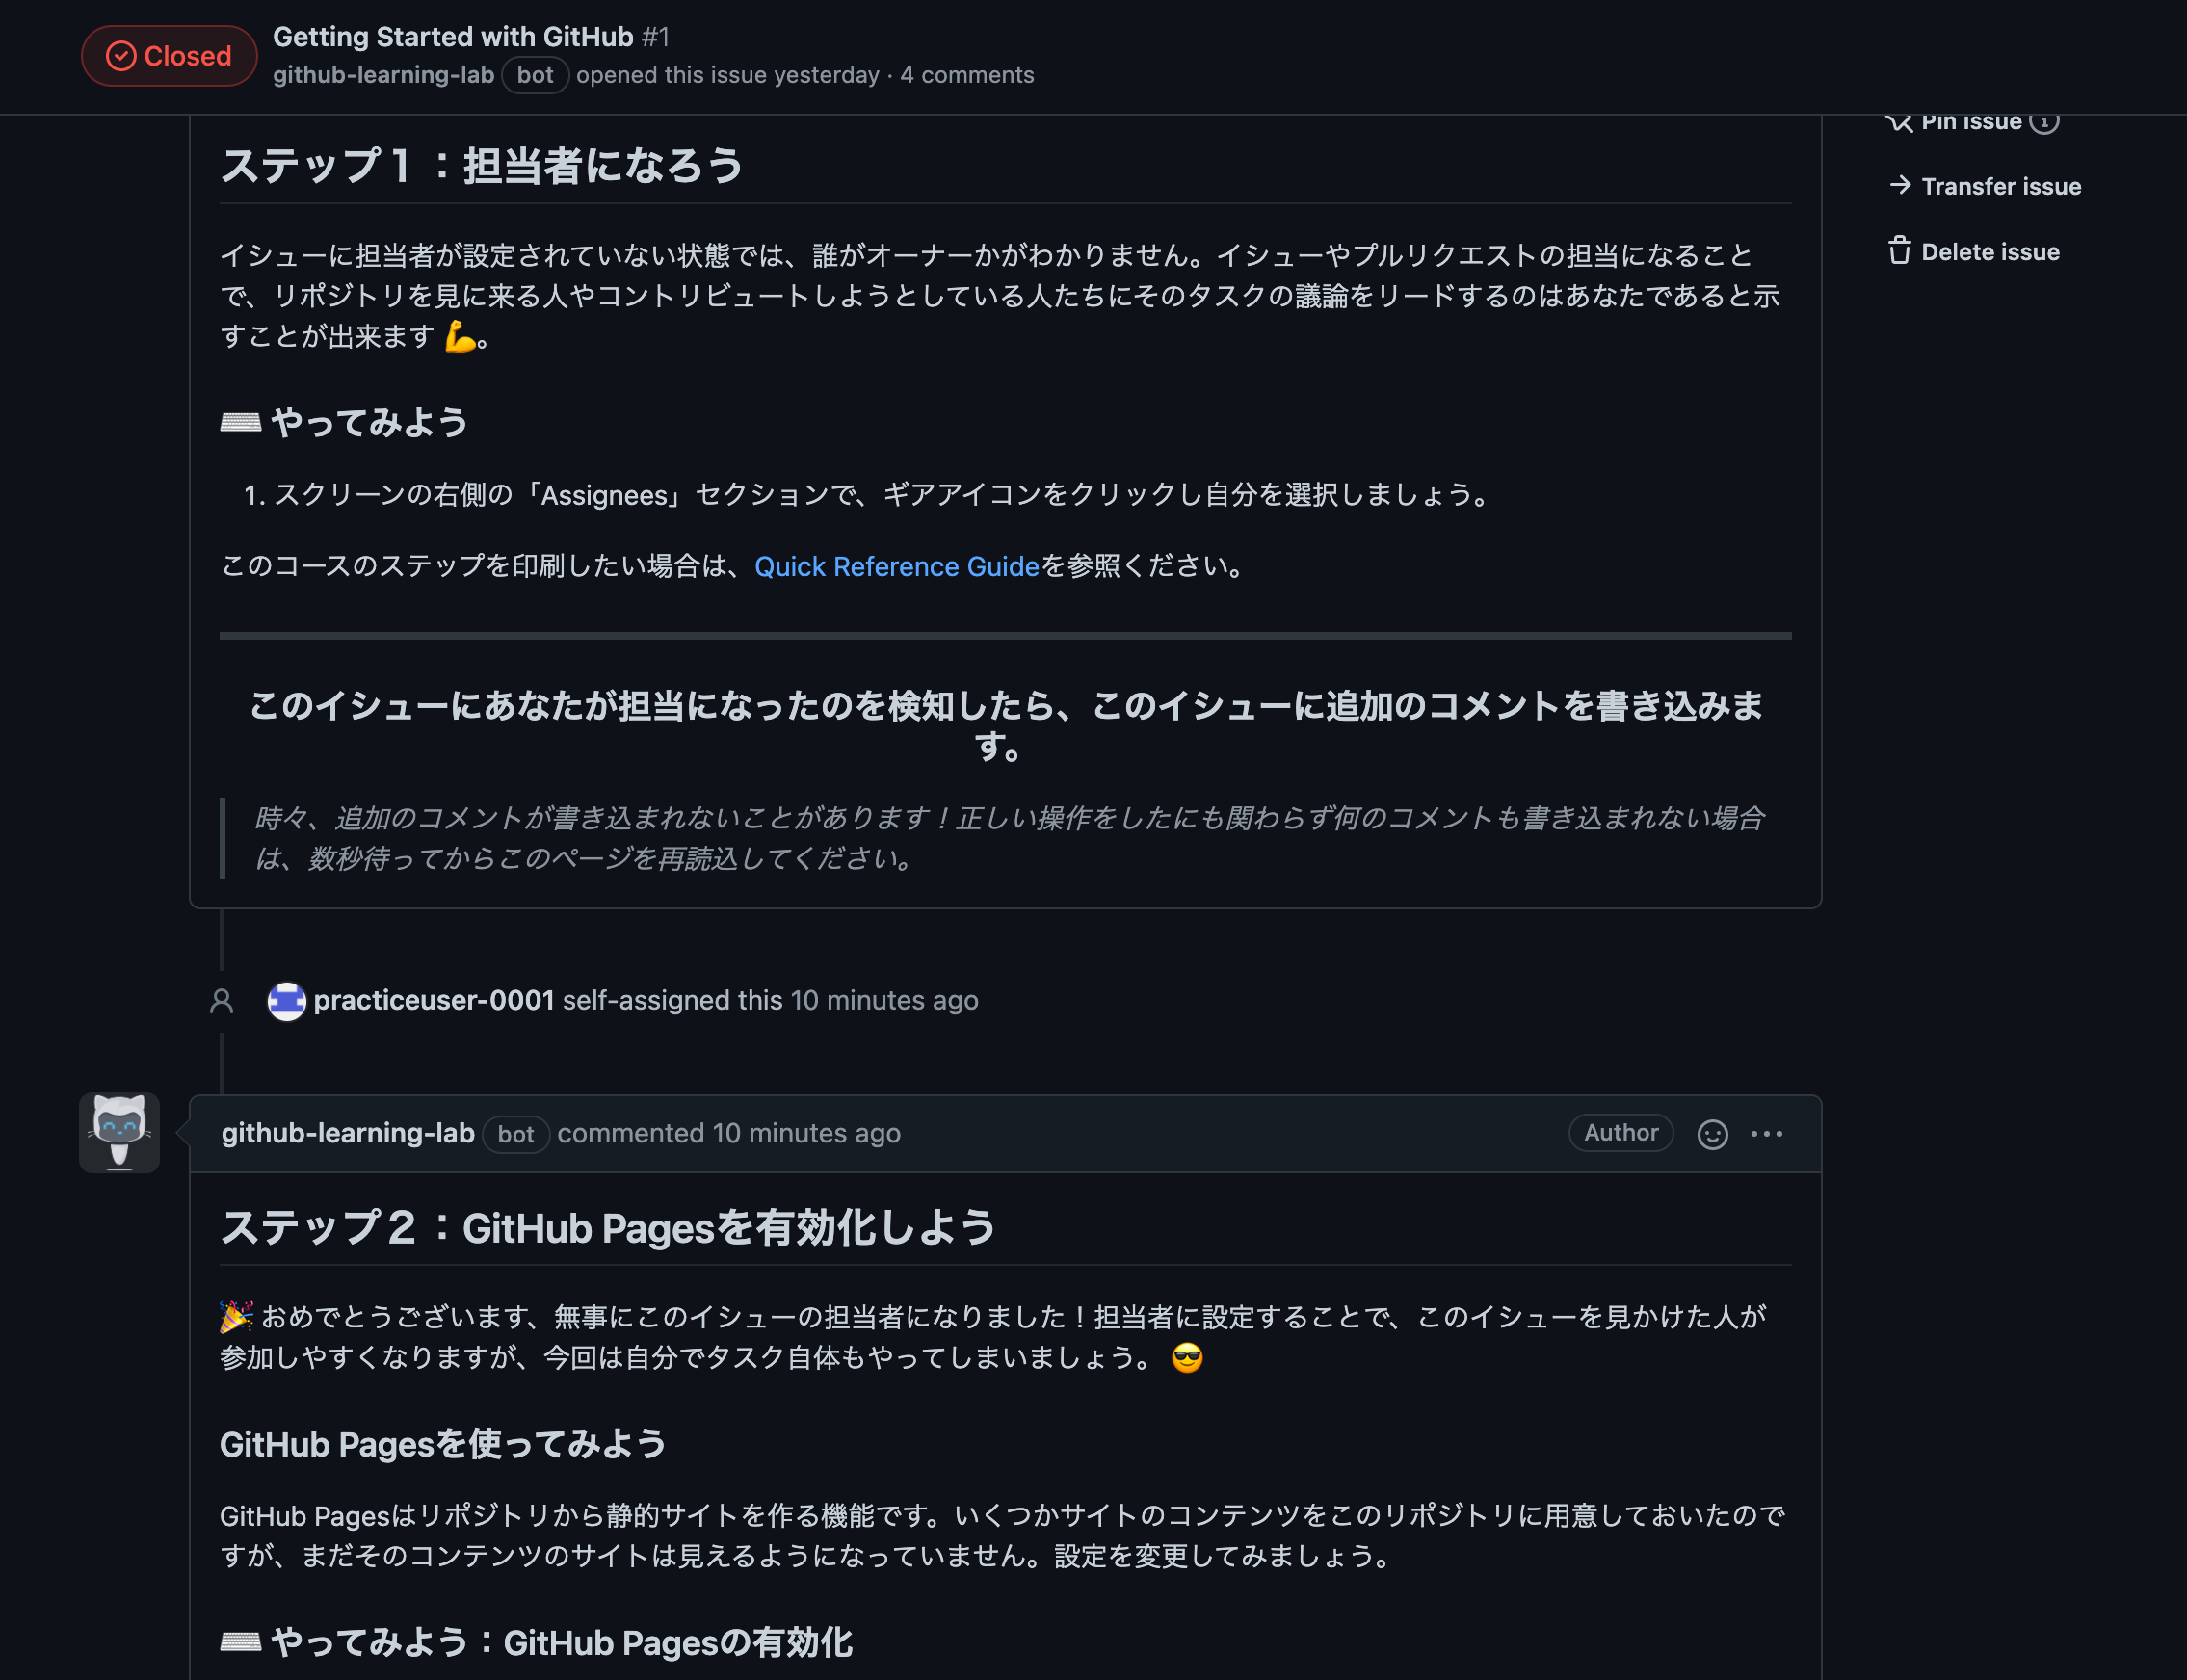 Closed
Getting Started with GitHub #1
github-learning-lab bot opened this issue yesterday · 4 comments
Pin issue
Transfer issue
Delete issue
ステップ１：担当者になろう
イシューに担当者が設定されていない状態では、誰がオーナーかがわかりません。イシューやプルリクエストの担当になること
で、リポジトリを見に来る人やコントリビュートしようとしている人たちにそのタスクの議論をリードするのはあなたであると示
すことが出来ます 💪。
⌨️ やってみよう
1. スクリーンの右側の「Assignees」セクションで、ギアアイコンをクリックし自分を選択しましょう。
このコースのステップを印刷したい場合は、Quick Reference Guideを参照ください。
このイシューにあなたが担当になったのを検知したら、このイシューに追加のコメントを書き込みま
す。
時々、追加のコメントが書き込まれないことがあります！正しい操作をしたにも関わらず何のコメントも書き込まれない場合
は、数秒待ってからこのページを再読込してください。
practiceuser-0001 self-assigned this 10 minutes ago
github-learning-lab bot commented 10 minutes ago
Author
ステップ２：GitHub Pagesを有効化しよう
🎉 おめでとうございます、無事にこのイシューの担当者になりました！担当者に設定することで、このイシューを見かけた人が
参加しやすくなりますが、今回は自分でタスク自体もやってしまいましょう。 😎
GitHub Pagesを使ってみよう
GitHub Pagesはリポジトリから静的サイトを作る機能です。いくつかサイトのコンテンツをこのリポジトリに用意しておいたので
すが、まだそのコンテンツのサイトは見えるようになっていません。設定を変更してみましょう。
⌨️ やってみよう：GitHub Pagesの有効化